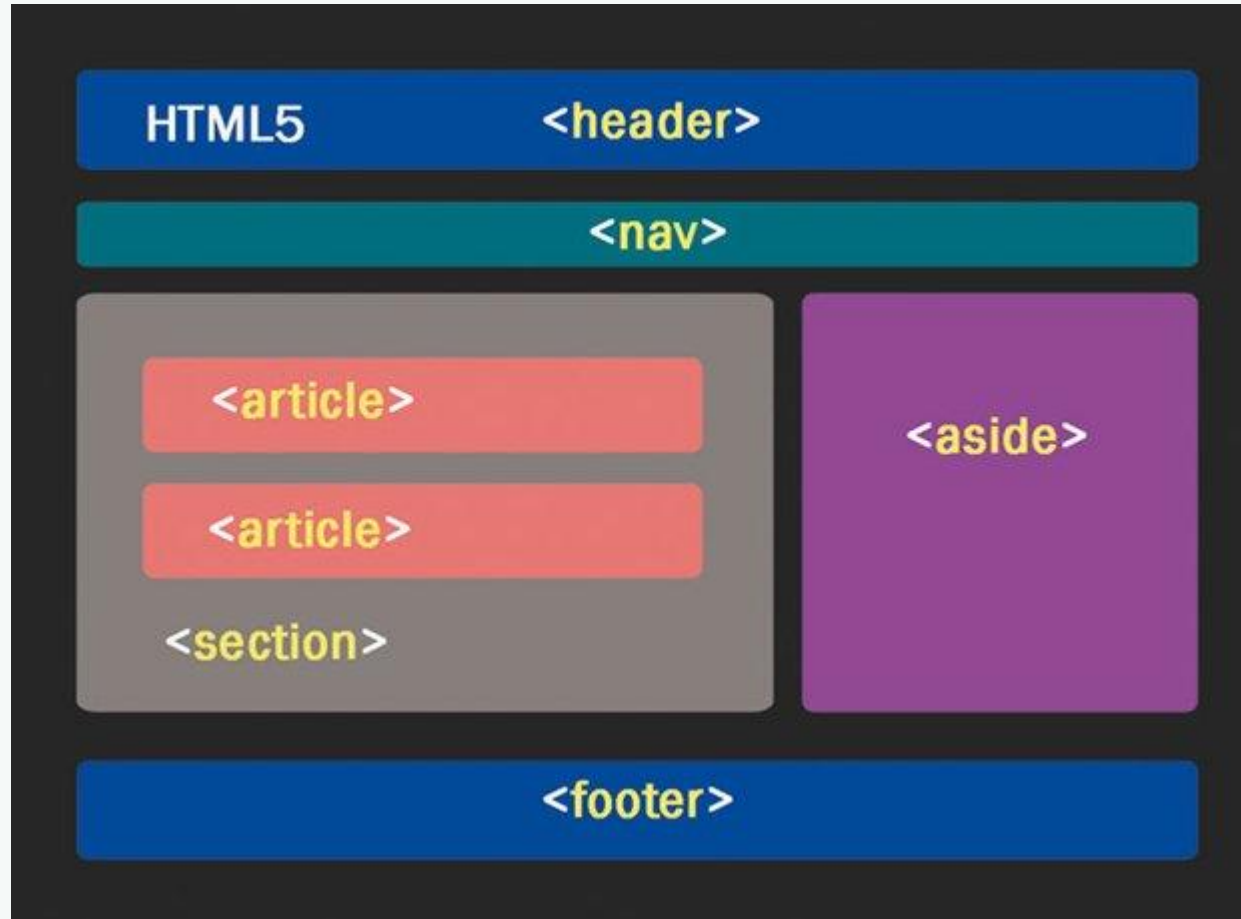 HTML5 <header>
<nav>
<article>
<article>
<section>
<aside>
<footer>